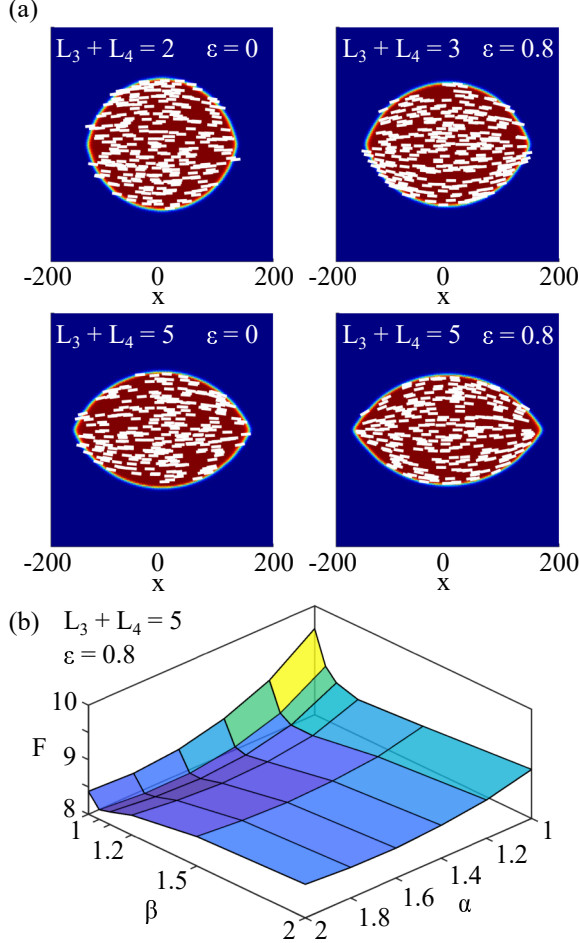 (a)
L₃ + L₄ = 2 ε = 0
L₃ + L₄ = 3 ε = 0.8
-200 0 200
x
-200 0 200
x
L₃ + L₄ = 5 ε = 0
L₃ + L₄ = 5 ε = 0.8
-200 0 200
x
-200 0 200
x
(b) L₃ + L₄ = 5
ε = 0.8
10
9
8
F
1
1.2
1.5
2
β
2
1.8
1.6
1.4
1.2
1
α